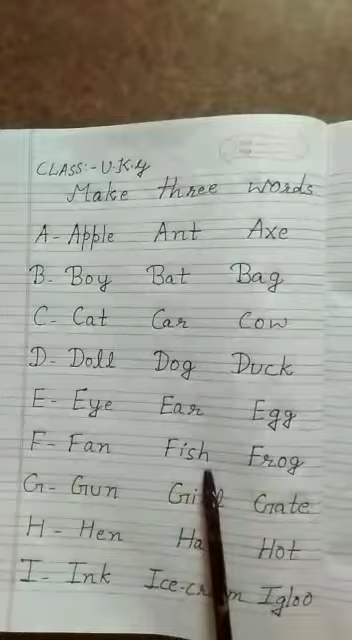 CLASS:- U.K.G
Make three words
A - Apple Ant Axe
B - Boy Bat Bag
C - Cat Car Cow
D - Doll Dog Duck
E - Eye Ear Egg
F - Fan Fish Frog
G - Gun Gate
H - Hen Hot
I - Ink Igloo